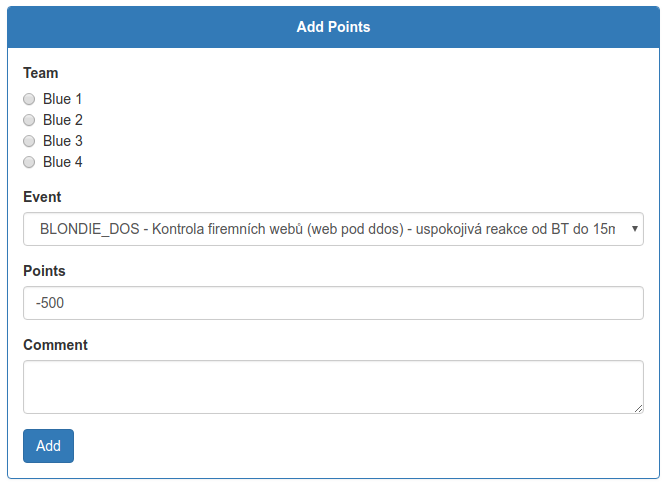 Add Points
Team
Blue 1
Blue 2
Blue 3
Blue 4
Event
BLONDIE_DOS - Kontrola firemních webů (web pod ddos) - uspokojivá reakce od BT do
Points
-500
Comment
Add